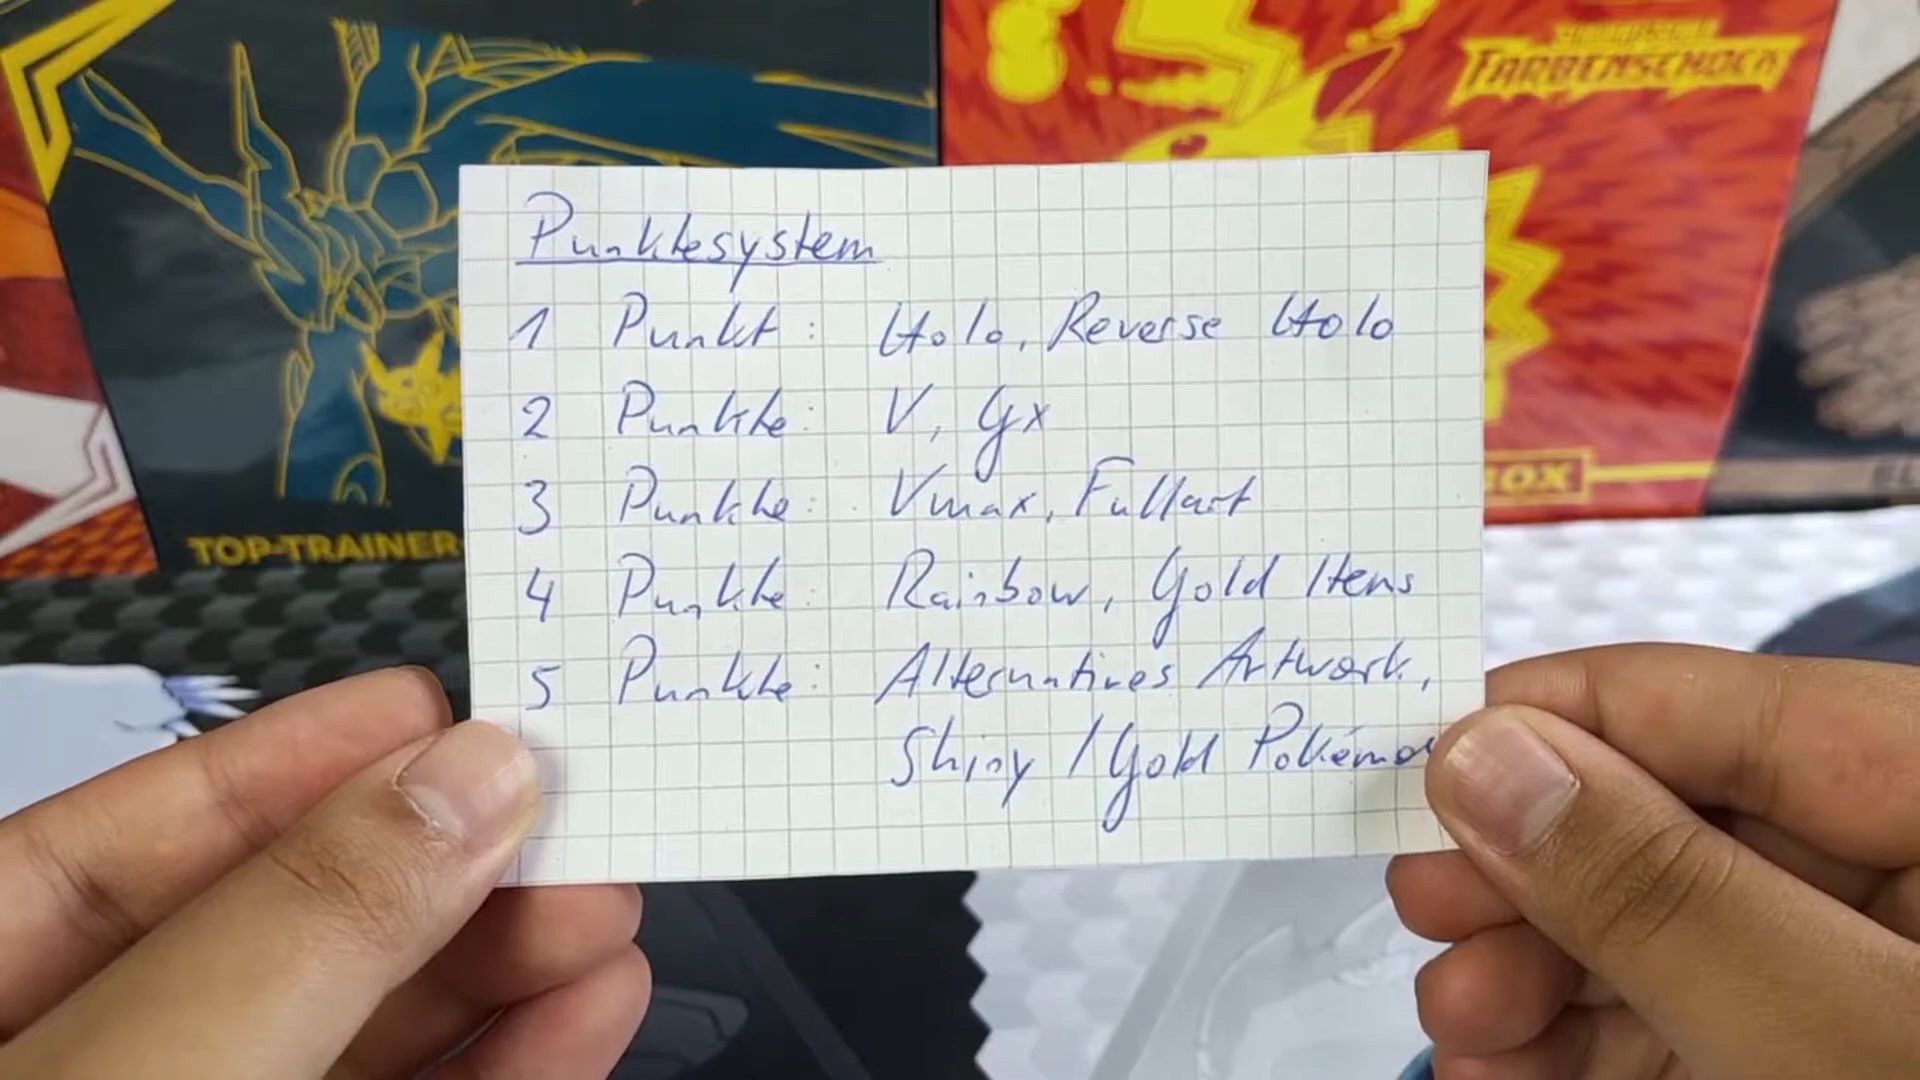 FARBENSCHOCK
Punktesystem
1 Punkt: Holo, Reverse Holo
2 Punkte: V, Gx
3 Punkte: Vmax, Fullart
4 Punkte: Rainbow, Gold Items
5 Punkte: Alternatives Artwork,
Shiny / Gold Pokémo
TOP-TRAINER
BOX